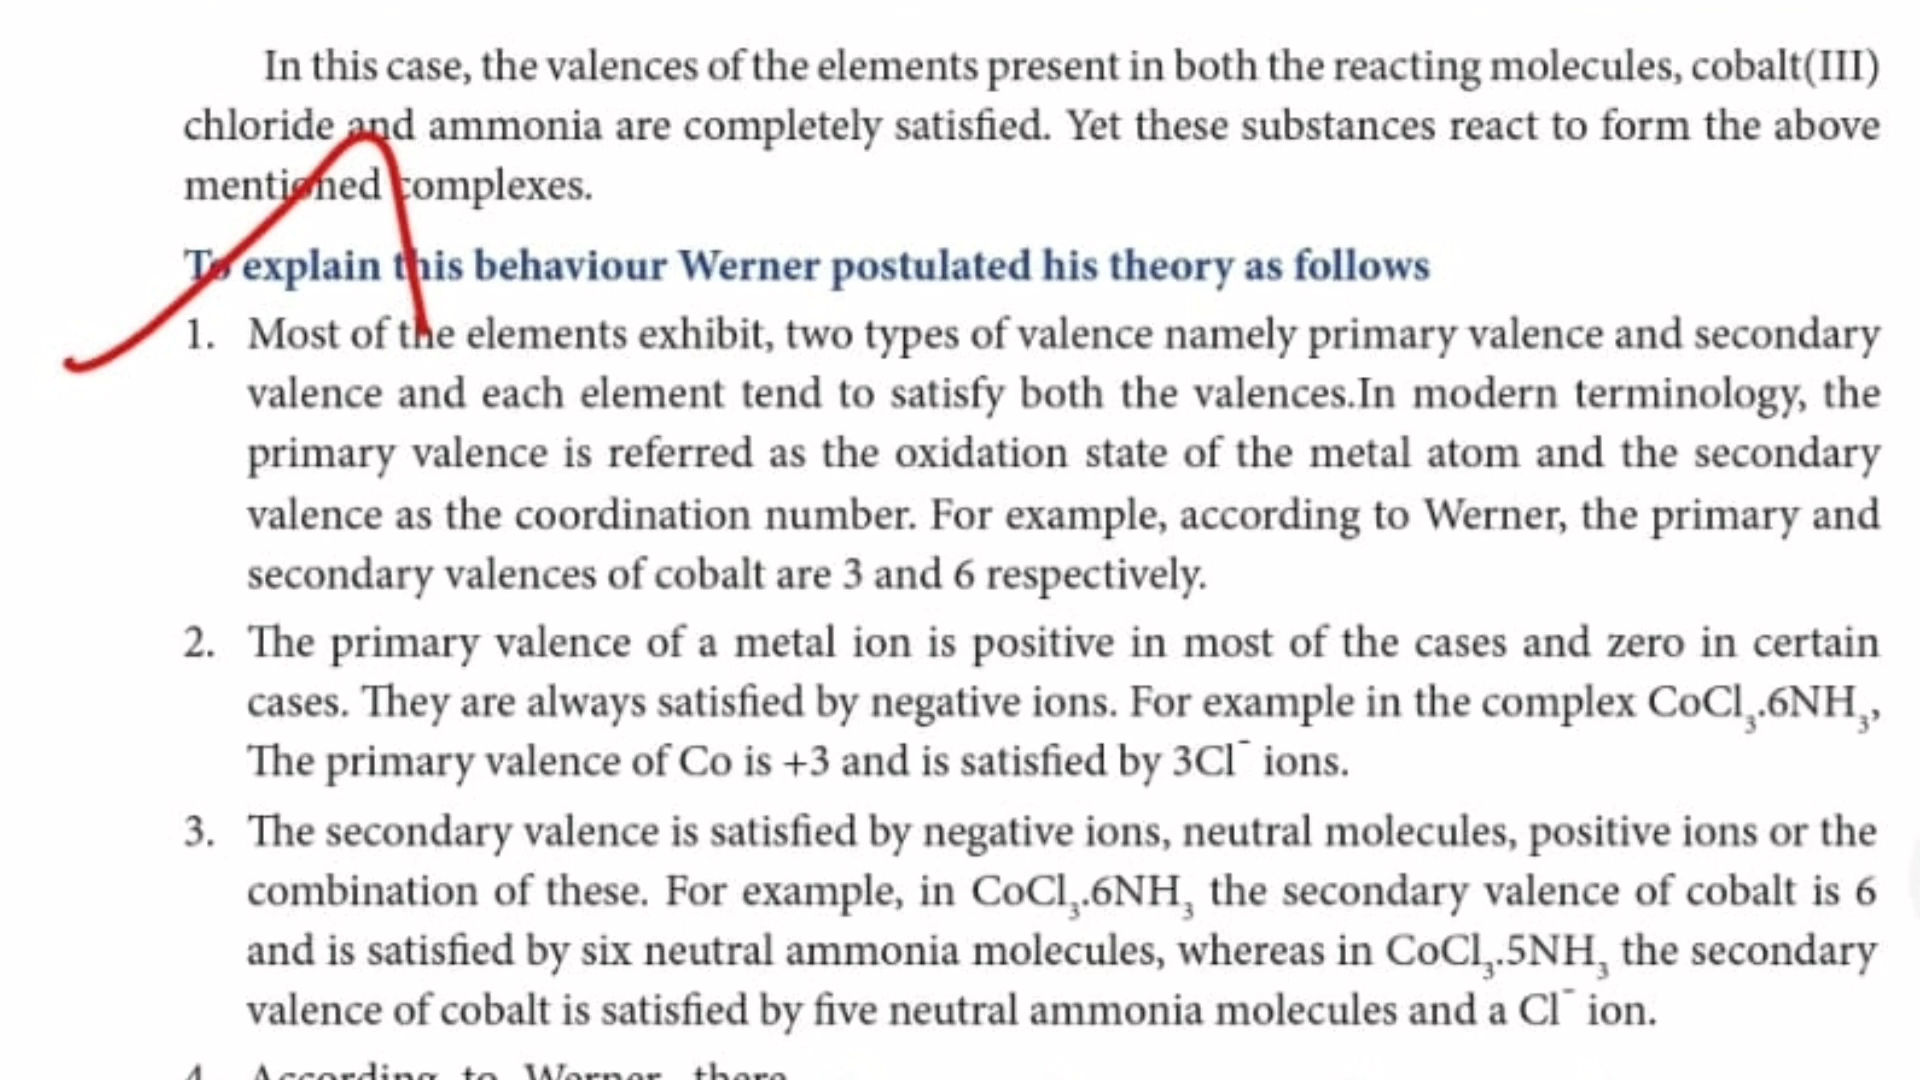 In this case, the valences of the elements present in both the reacting molecules, cobalt(III)
chloride and ammonia are completely satisfied. Yet these substances react to form the above
mentioned complexes.
To explain this behaviour Werner postulated his theory as follows
1. Most of the elements exhibit, two types of valence namely primary valence and secondary
valence and each element tend to satisfy both the valences.In modern terminology, the
primary valence is referred as the oxidation state of the metal atom and the secondary
valence as the coordination number. For example, according to Werner, the primary and
secondary valences of cobalt are 3 and 6 respectively.
2. The primary valence of a metal ion is positive in most of the cases and zero in certain
cases. They are always satisfied by negative ions. For example in the complex CoCl₃.6NH₃,
The primary valence of Co is +3 and is satisfied by 3Cl⁻ ions.
3. The secondary valence is satisfied by negative ions, neutral molecules, positive ions or the
combination of these. For example, in CoCl₃.6NH₃ the secondary valence of cobalt is 6
and is satisfied by six neutral ammonia molecules, whereas in CoCl₃.5NH₃ the secondary
valence of cobalt is satisfied by five neutral ammonia molecules and a Cl⁻ ion.
4. According to Werner, there